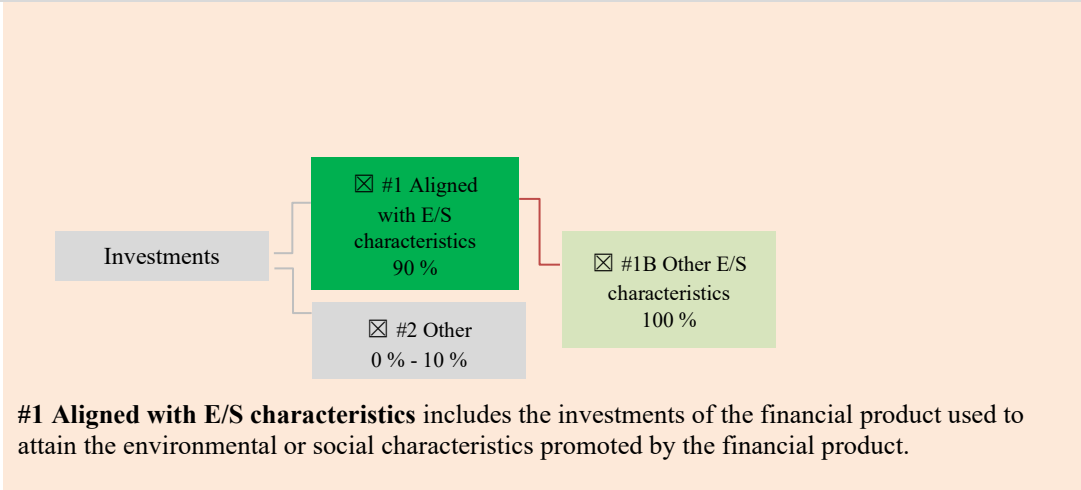 ☒ #1 Aligned
with E/S
characteristics
90 %
Investments
☒ #1B Other E/S
characteristics
100 %
☒ #2 Other
0 % - 10 %
#1 Aligned with E/S characteristics includes the investments of the financial product used to
attain the environmental or social characteristics promoted by the financial product.